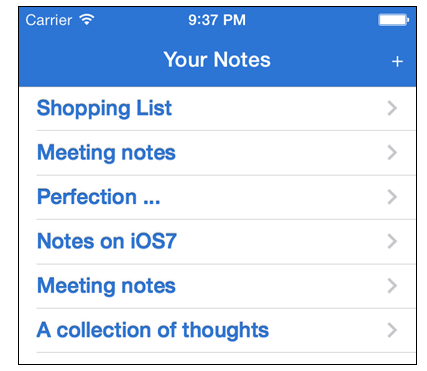 Carrier 9:37 PM
Your Notes +
Shopping List
Meeting notes
Perfection ...
Notes on iOS7
Meeting notes
A collection of thoughts